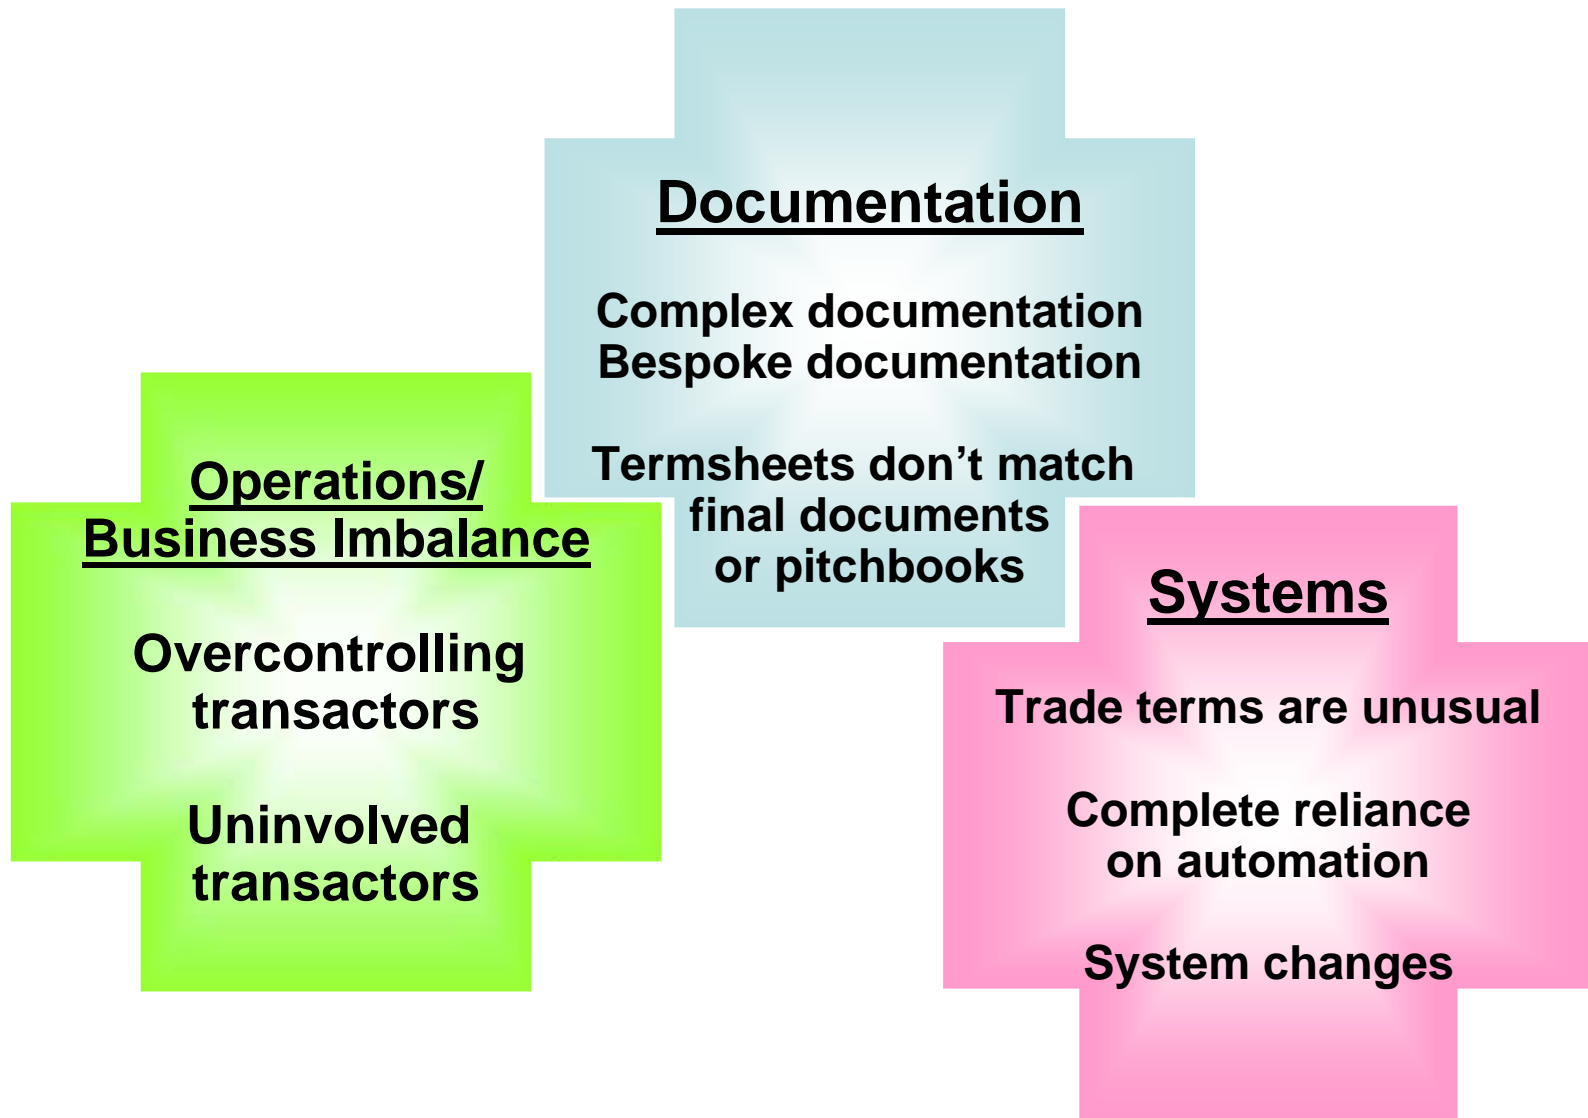 Documentation
Complex documentation
Bespoke documentation
Termsheets don’t match
final documents
or pitchbooks
Operations/
Business Imbalance
Overcontrolling
transactors
Uninvolved
transactors
Systems
Trade terms are unusual
Complete reliance
on automation
System changes